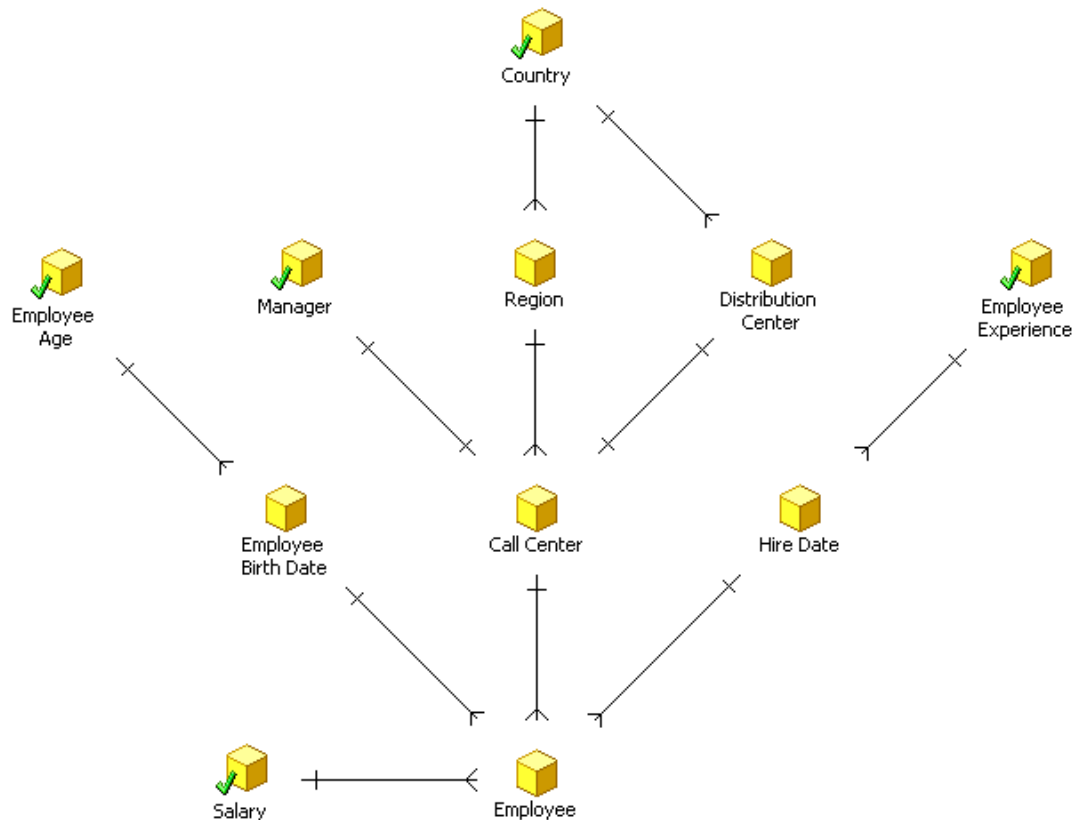 Country
Employee
Age
Manager
Region
Distribution
Center
Employee
Experience
Employee
Birth Date
Call Center
Hire Date
Salary
Employee